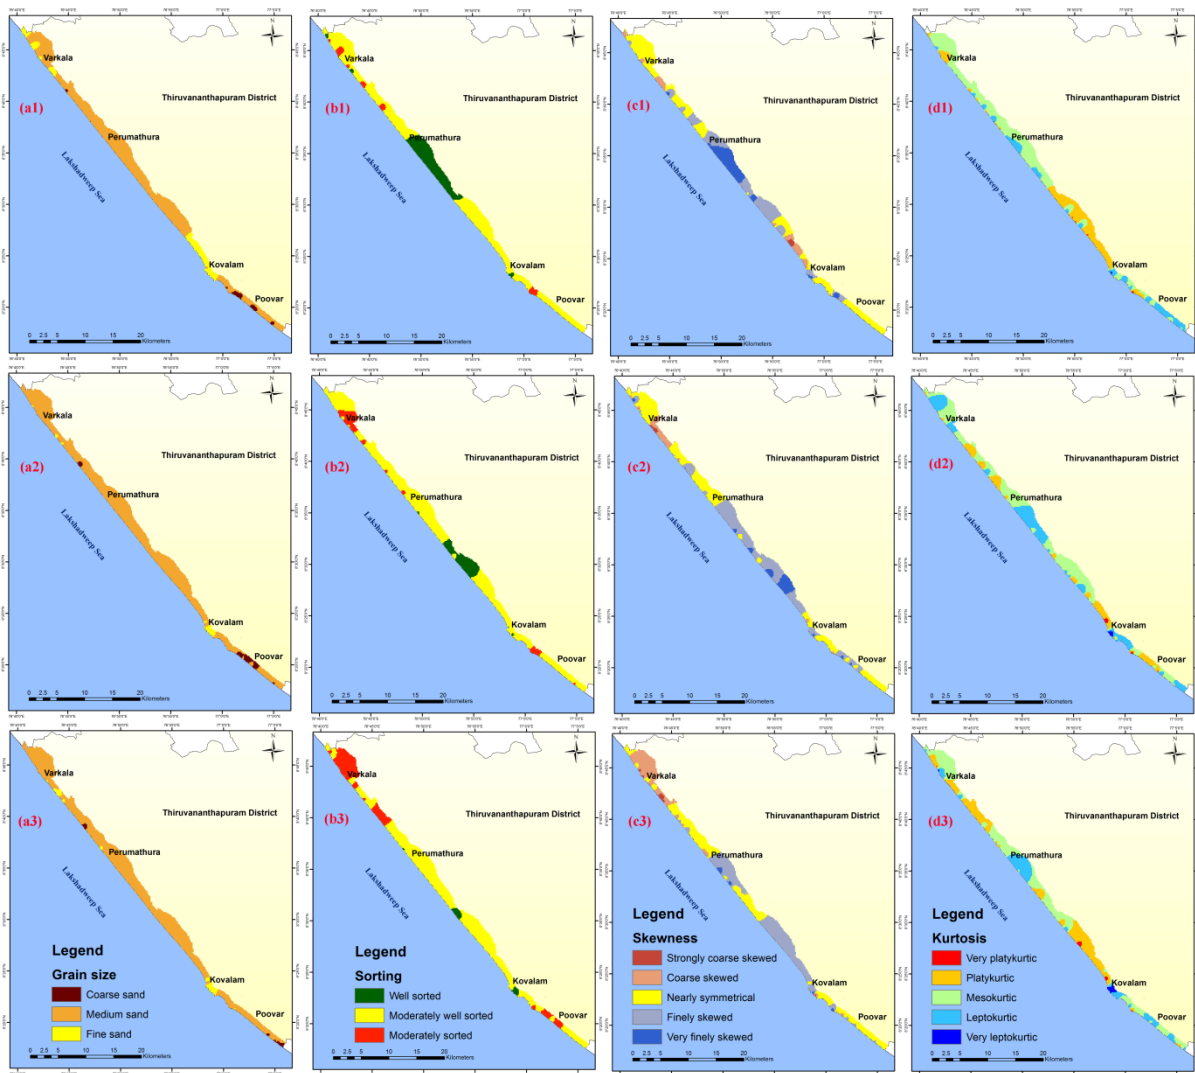 N
Varkala
Thiruvananthapuram District
(a1)
Perumathura
Lakshadweep Sea
Kovalam
Poovar
0 2.5 5 10 15 20
Kilometers
N
Varkala
Thiruvananthapuram District
(b1)
Perumathura
Lakshadweep Sea
Kovalam
Poovar
0 2.5 5 10 15 20
Kilometers
N
Varkala
Thiruvananthapuram District
(c1)
Perumathura
Lakshadweep Sea
Kovalam
Poovar
0 2.5 5 10 15 20
Kilometers
N
Varkala
Thiruvananthapuram District
(d1)
Perumathura
Lakshadweep Sea
Kovalam
Poovar
0 2.5 5 10 15 20
Kilometers
N
Varkala
Thiruvananthapuram District
(a2)
Perumathura
Lakshadweep Sea
Kovalam
Poovar
0 2.5 5 10 15 20
Kilometers
N
Varkala
Thiruvananthapuram District
(b2)
Perumathura
Lakshadweep Sea
Kovalam
Poovar
0 2.5 5 10 15 20
Kilometers
N
Varkala
Thiruvananthapuram District
(c2)
Perumathura
Lakshadweep Sea
Kovalam
Poovar
0 2.5 5 10 15 20
Kilometers
N
Varkala
Thiruvananthapuram District
(d2)
Perumathura
Lakshadweep Sea
Kovalam
Poovar
0 2.5 5 10 15 20
Kilometers
N
Varkala
Thiruvananthapuram District
(a3)
Perumathura
Lakshadweep Sea
Kovalam
Legend
Grain size
Coarse sand
Medium sand
Fine sand
0 2.5 5 10 15 20
Kilometers
N
Varkala
Thiruvananthapuram District
(b3)
Perumathura
Lakshadweep Sea
Kovalam
Poovar
Legend
Sorting
Well sorted
Moderately well sorted
Moderately sorted
0 2.5 5 10 15 20
Kilometers
N
Varkala
Thiruvananthapuram District
(c3)
Perumathura
Lakshadweep Sea
Kovalam
Poovar
Legend
Skewness
Strongly coarse skewed
Coarse skewed
Nearly symmetrical
Finely skewed
Very finely skewed
0 2.5 5 10 15 20
Kilometers
N
Varkala
Thiruvananthapuram District
(d3)
Perumathura
Lakshadweep Sea
Kovalam
Poovar
Legend
Kurtosis
Very platykurtic
Platykurtic
Mesokurtic
Leptokurtic
Very leptokurtic
0 2.5 5 10 15 20
Kilometers